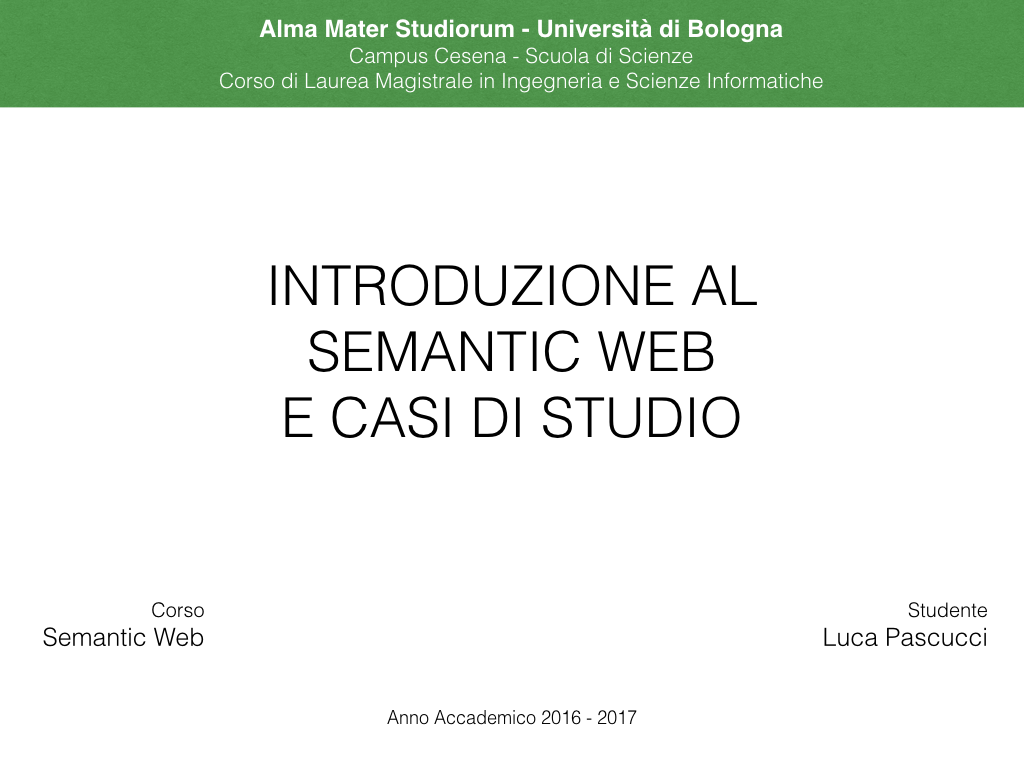 Alma Mater Studiorum - Università di Bologna
Campus Cesena - Scuola di Scienze
Corso di Laurea Magistrale in Ingegneria e Scienze Informatiche
INTRODUZIONE AL
SEMANTIC WEB
E CASI DI STUDIO
Corso
Semantic Web
Studente
Luca Pascucci
Anno Accademico 2016 - 2017